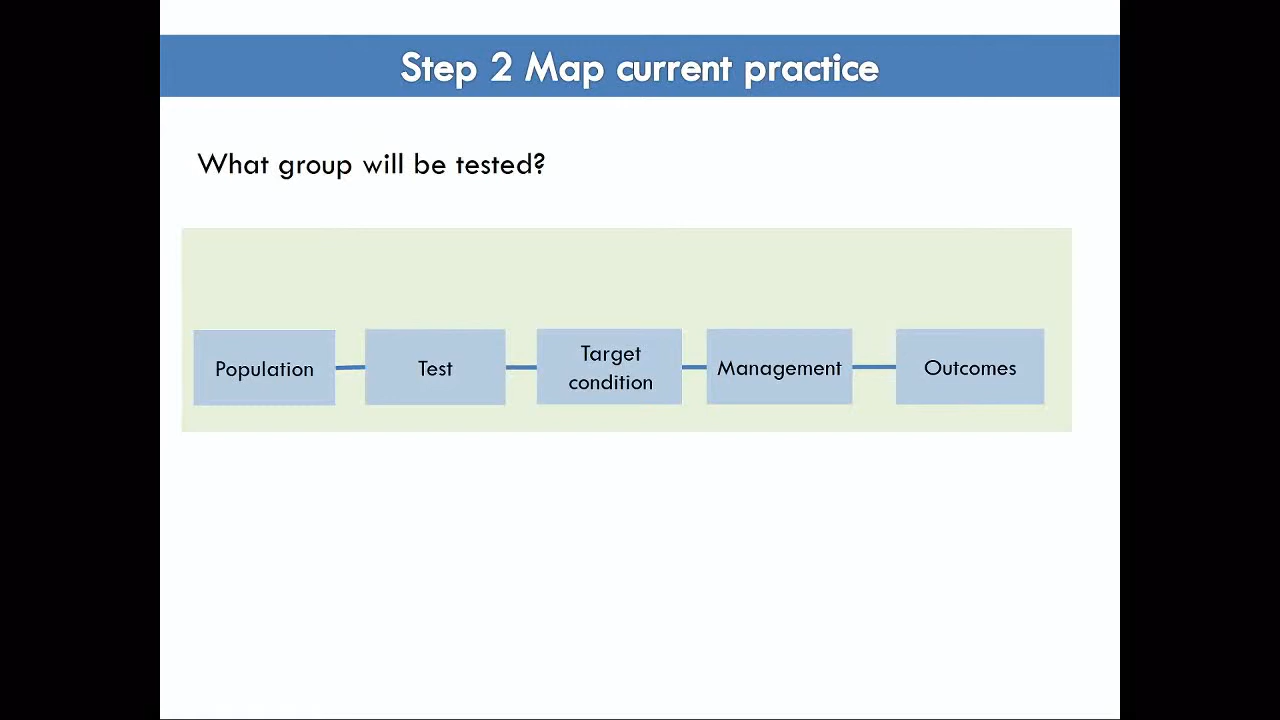 Step 2 Map current practice
What group will be tested?
Population
Test
Target
condition
Management
Outcomes